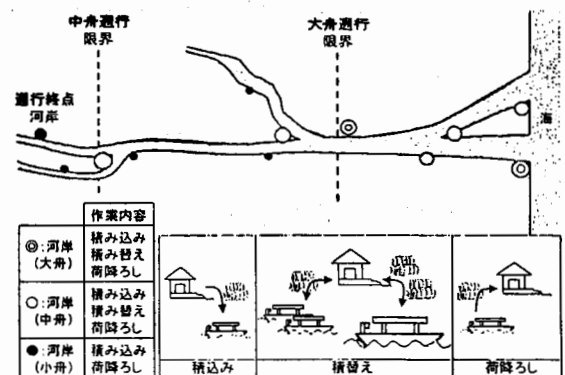 中舟遡行
限界
大舟遡行
限界
遡行終点
河岸
海
作業内容
◎:河岸
(大舟)
積み込み
積み替え
荷降ろし
○:河岸
(中舟)
積み込み
積み替え
荷降ろし
●:河岸
(小舟)
積み込み
荷降ろし
積込み
積替え
荷降ろし